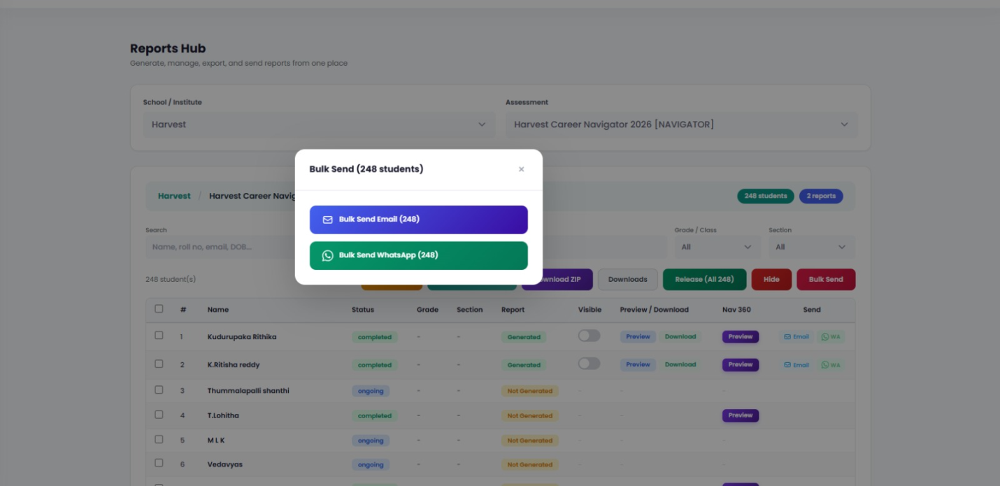 Reports Hub
Generate, manage, export, and send reports from one place
School / Institute Assessment
Harvest Harvest Career Navigator 2026 [NAVIGATOR]
Bulk Send (248 students) ×
Harvest / Harvest Career Navig 248 students 2 reports
Bulk Send Email (248)
Search Grade / Class Section
Name, roll no, email, DOB... All All
Bulk Send WhatsApp (248)
248 student(s) ownload ZIP Downloads Release (All 248) Hide Bulk Send
# Name Status Grade Section Report Visible Preview / Download Nav 360 Send
1 Kudurupaka Rithika completed - - Generated Preview Download Preview Email WA
2 K.Ritisha reddy completed - - Generated Preview Download Preview Email WA
3 Thummalapalli shanthi ongoing - - Not Generated - - -
4 T.Lohitha completed - - Not Generated - - Preview
5 M L K ongoing - - Not Generated - - -
6 Vedavyas ongoing - - Not Generated - - -